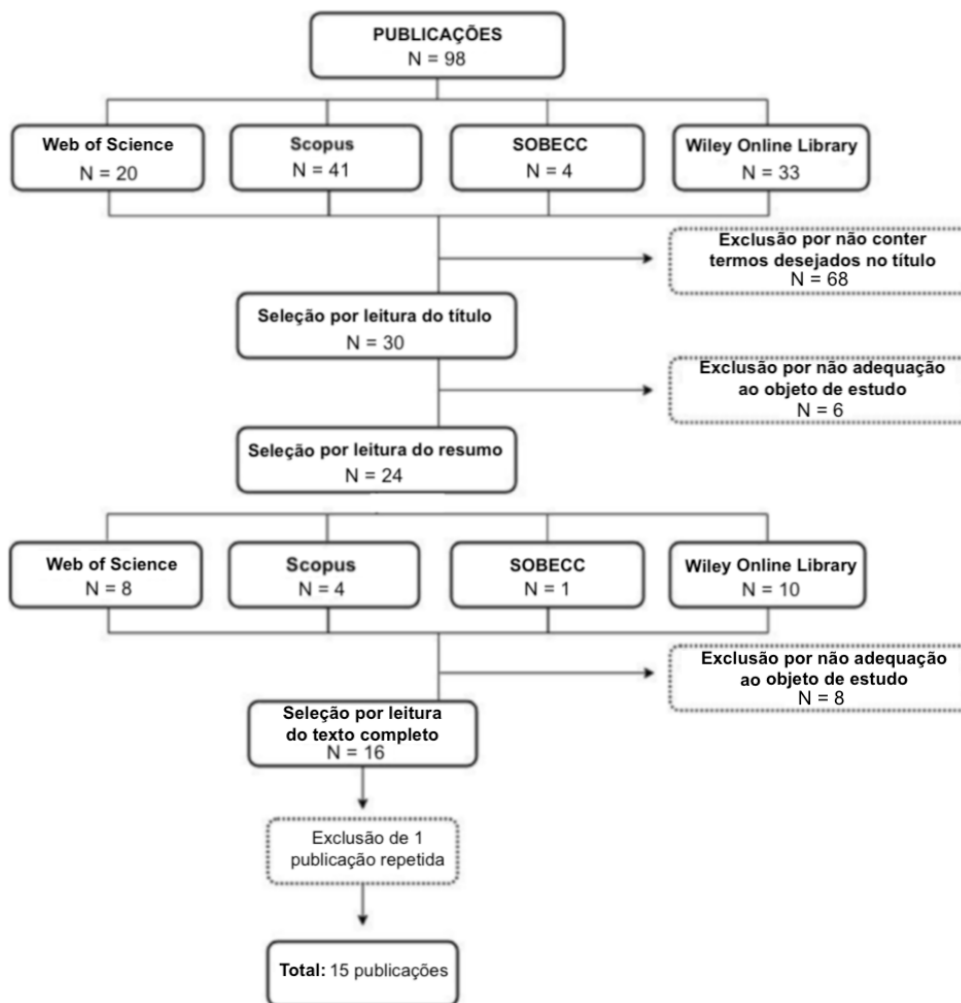 PUBLICAÇÕES
N = 98
Web of Science
N = 20
Scopus
N = 41
SOBECC
N = 4
Wiley Online Library
N = 33
Exclusão por não conter
termos desejados no título
N = 68
Seleção por leitura do título
N = 30
Exclusão por não adequação
ao objeto de estudo
N = 6
Seleção por leitura do resumo
N = 24
Web of Science
N = 8
Scopus
N = 4
SOBECC
N = 1
Wiley Online Library
N = 10
Exclusão por não adequação
ao objeto de estudo
N = 8
Seleção por leitura
do texto completo
N = 16
Exclusão de 1
publicação repetida
Total: 15 publicações